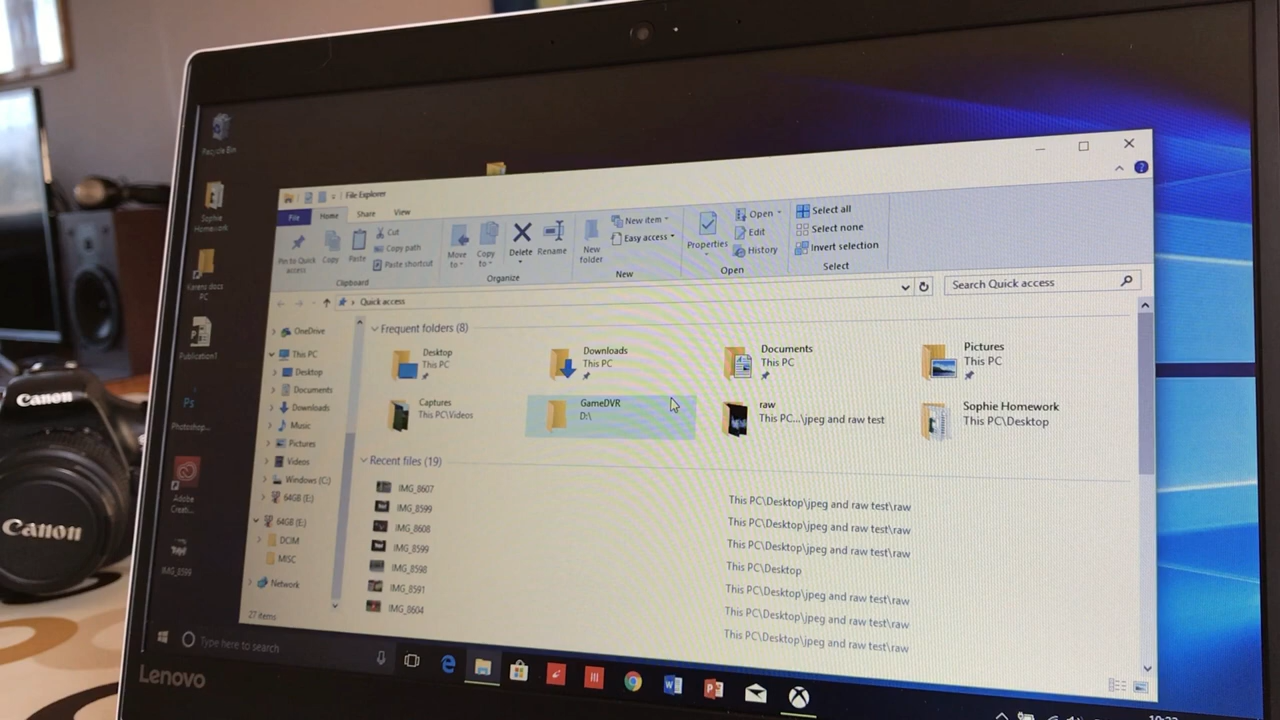 Recycle Bin
Sophie
Homework
Karens docs
PC
Publication1
Ps
Photoshop...
Adobe
Creati...
IMG_8599
File Explorer
File
Home
Share
View
Pin to Quick
access
Copy
Paste
Cut
Copy path
Paste shortcut
Clipboard
Move
to
Copy
to
Delete
Rename
Organize
New
folder
New item
Easy access
New
Properties
Open
Edit
History
Open
Select all
Select none
Invert selection
Select
Quick access
Search Quick access
OneDrive
This PC
Desktop
Documents
Downloads
Music
Pictures
Videos
Windows (C:)
64GB (E:)
64GB (E:)
DCIM
MISC
Network
27 items
Frequent folders (8)
Desktop
This PC
Downloads
This PC
Documents
This PC
Pictures
This PC
Captures
This PC\Videos
GameDVR
D:\
raw
This PC...\jpeg and raw test
Sophie Homework
This PC\Desktop
Recent files (19)
IMG_8607
This PC\Desktop\jpeg and raw test\raw
IMG_8599
This PC\Desktop\jpeg and raw test\raw
IMG_8608
This PC\Desktop\jpeg and raw test\raw
IMG_8599
This PC\Desktop
IMG_8598
This PC\Desktop\jpeg and raw test\raw
IMG_8591
This PC\Desktop\jpeg and raw test\raw
IMG_8604
This PC\Desktop\jpeg and raw test\raw
Type here to search
Lenovo
Canon
Canon